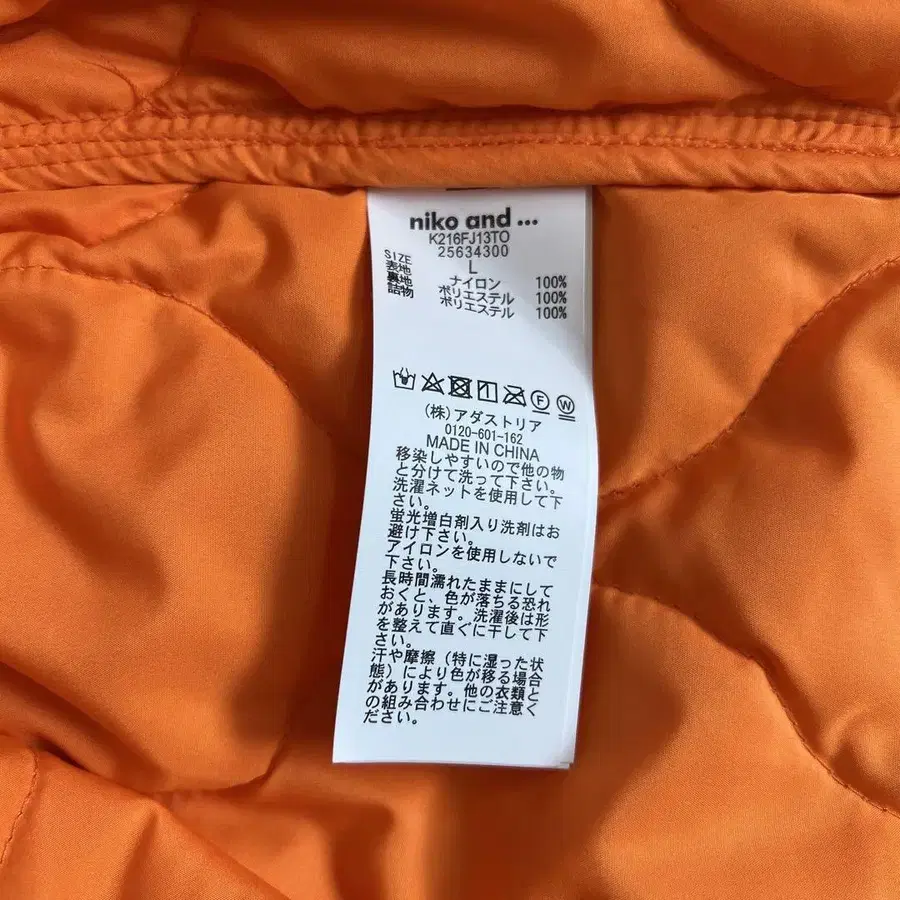 niko and ...
K216FJ13TO
25634300
SIZE L
表地 ナイロン 100%
裏地 ポリエステル 100%
詰物 ポリエステル 100%
F W
(株)アダストリア
0120-601-162
MADE IN CHINA
移染しやすいので他の物
と分けて洗って下さい。
洗濯ネットを使用して下
さい。
蛍光増白剤入り洗剤はお
避け下さい。
アイロンを使用しないで
下さい。
長時間濡れたままにして
おくと、色が落ちる恐れ
があります。洗濯後は形
を整えて直ぐに干して下
さい。
汗や摩擦(特に湿った状
態)により色が移る場合
があります。他の衣類と
の組み合わせにご注意く
ださい。